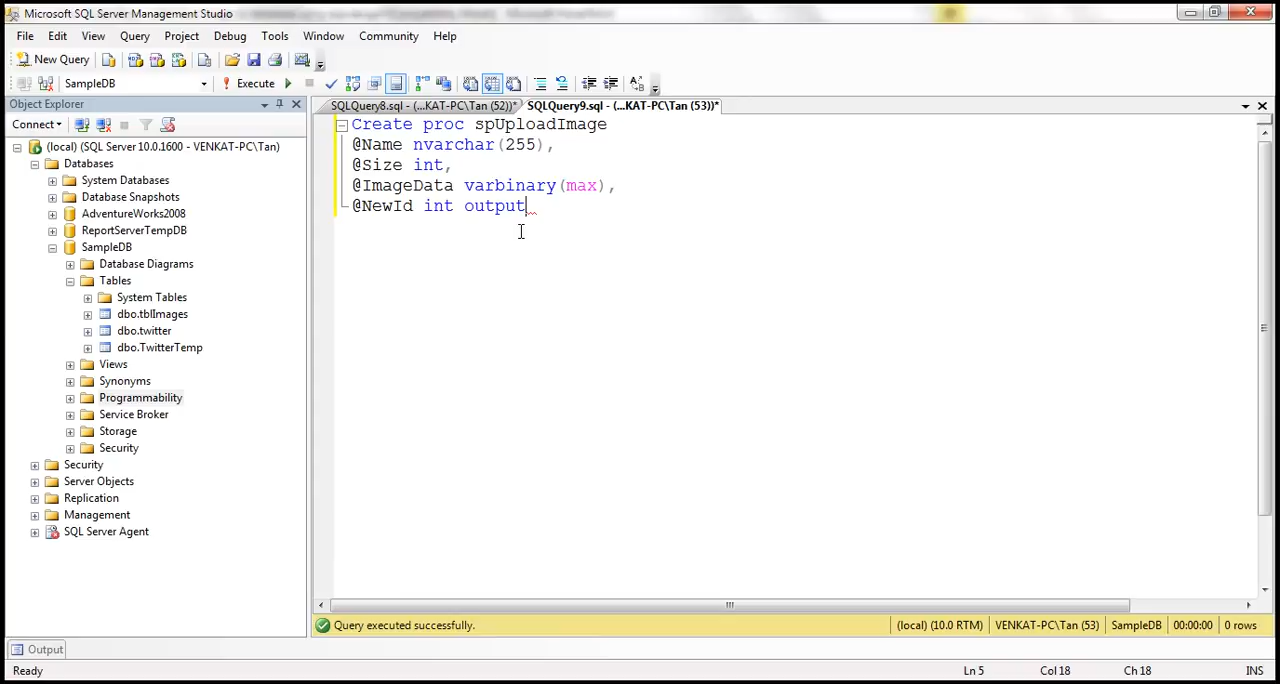 Microsoft SQL Server Management Studio
File Edit View Query Project Debug Tools Window Community Help
New Query
SampleDB Execute
Object Explorer
SQLQuery8.sql - (...KAT-PC\Tan (52))* SQLQuery9.sql - (...KAT-PC\Tan (53))*
Connect
(local) (SQL Server 10.0.1600 - VENKAT-PC\Tan)
Databases
System Databases
Database Snapshots
AdventureWorks2008
ReportServerTempDB
SampleDB
Database Diagrams
Tables
System Tables
dbo.tblImages
dbo.twitter
dbo.TwitterTemp
Views
Synonyms
Programmability
Service Broker
Storage
Security
Security
Server Objects
Replication
Management
SQL Server Agent
Create proc spUploadImage
@Name nvarchar(255),
@Size int,
@ImageData varbinary(max),
@NewId int output
Query executed successfully. (local) (10.0 RTM) VENKAT-PC\Tan (53) SampleDB 00:00:00 0 rows
Output
Ready Ln 5 Col 18 Ch 18 INS